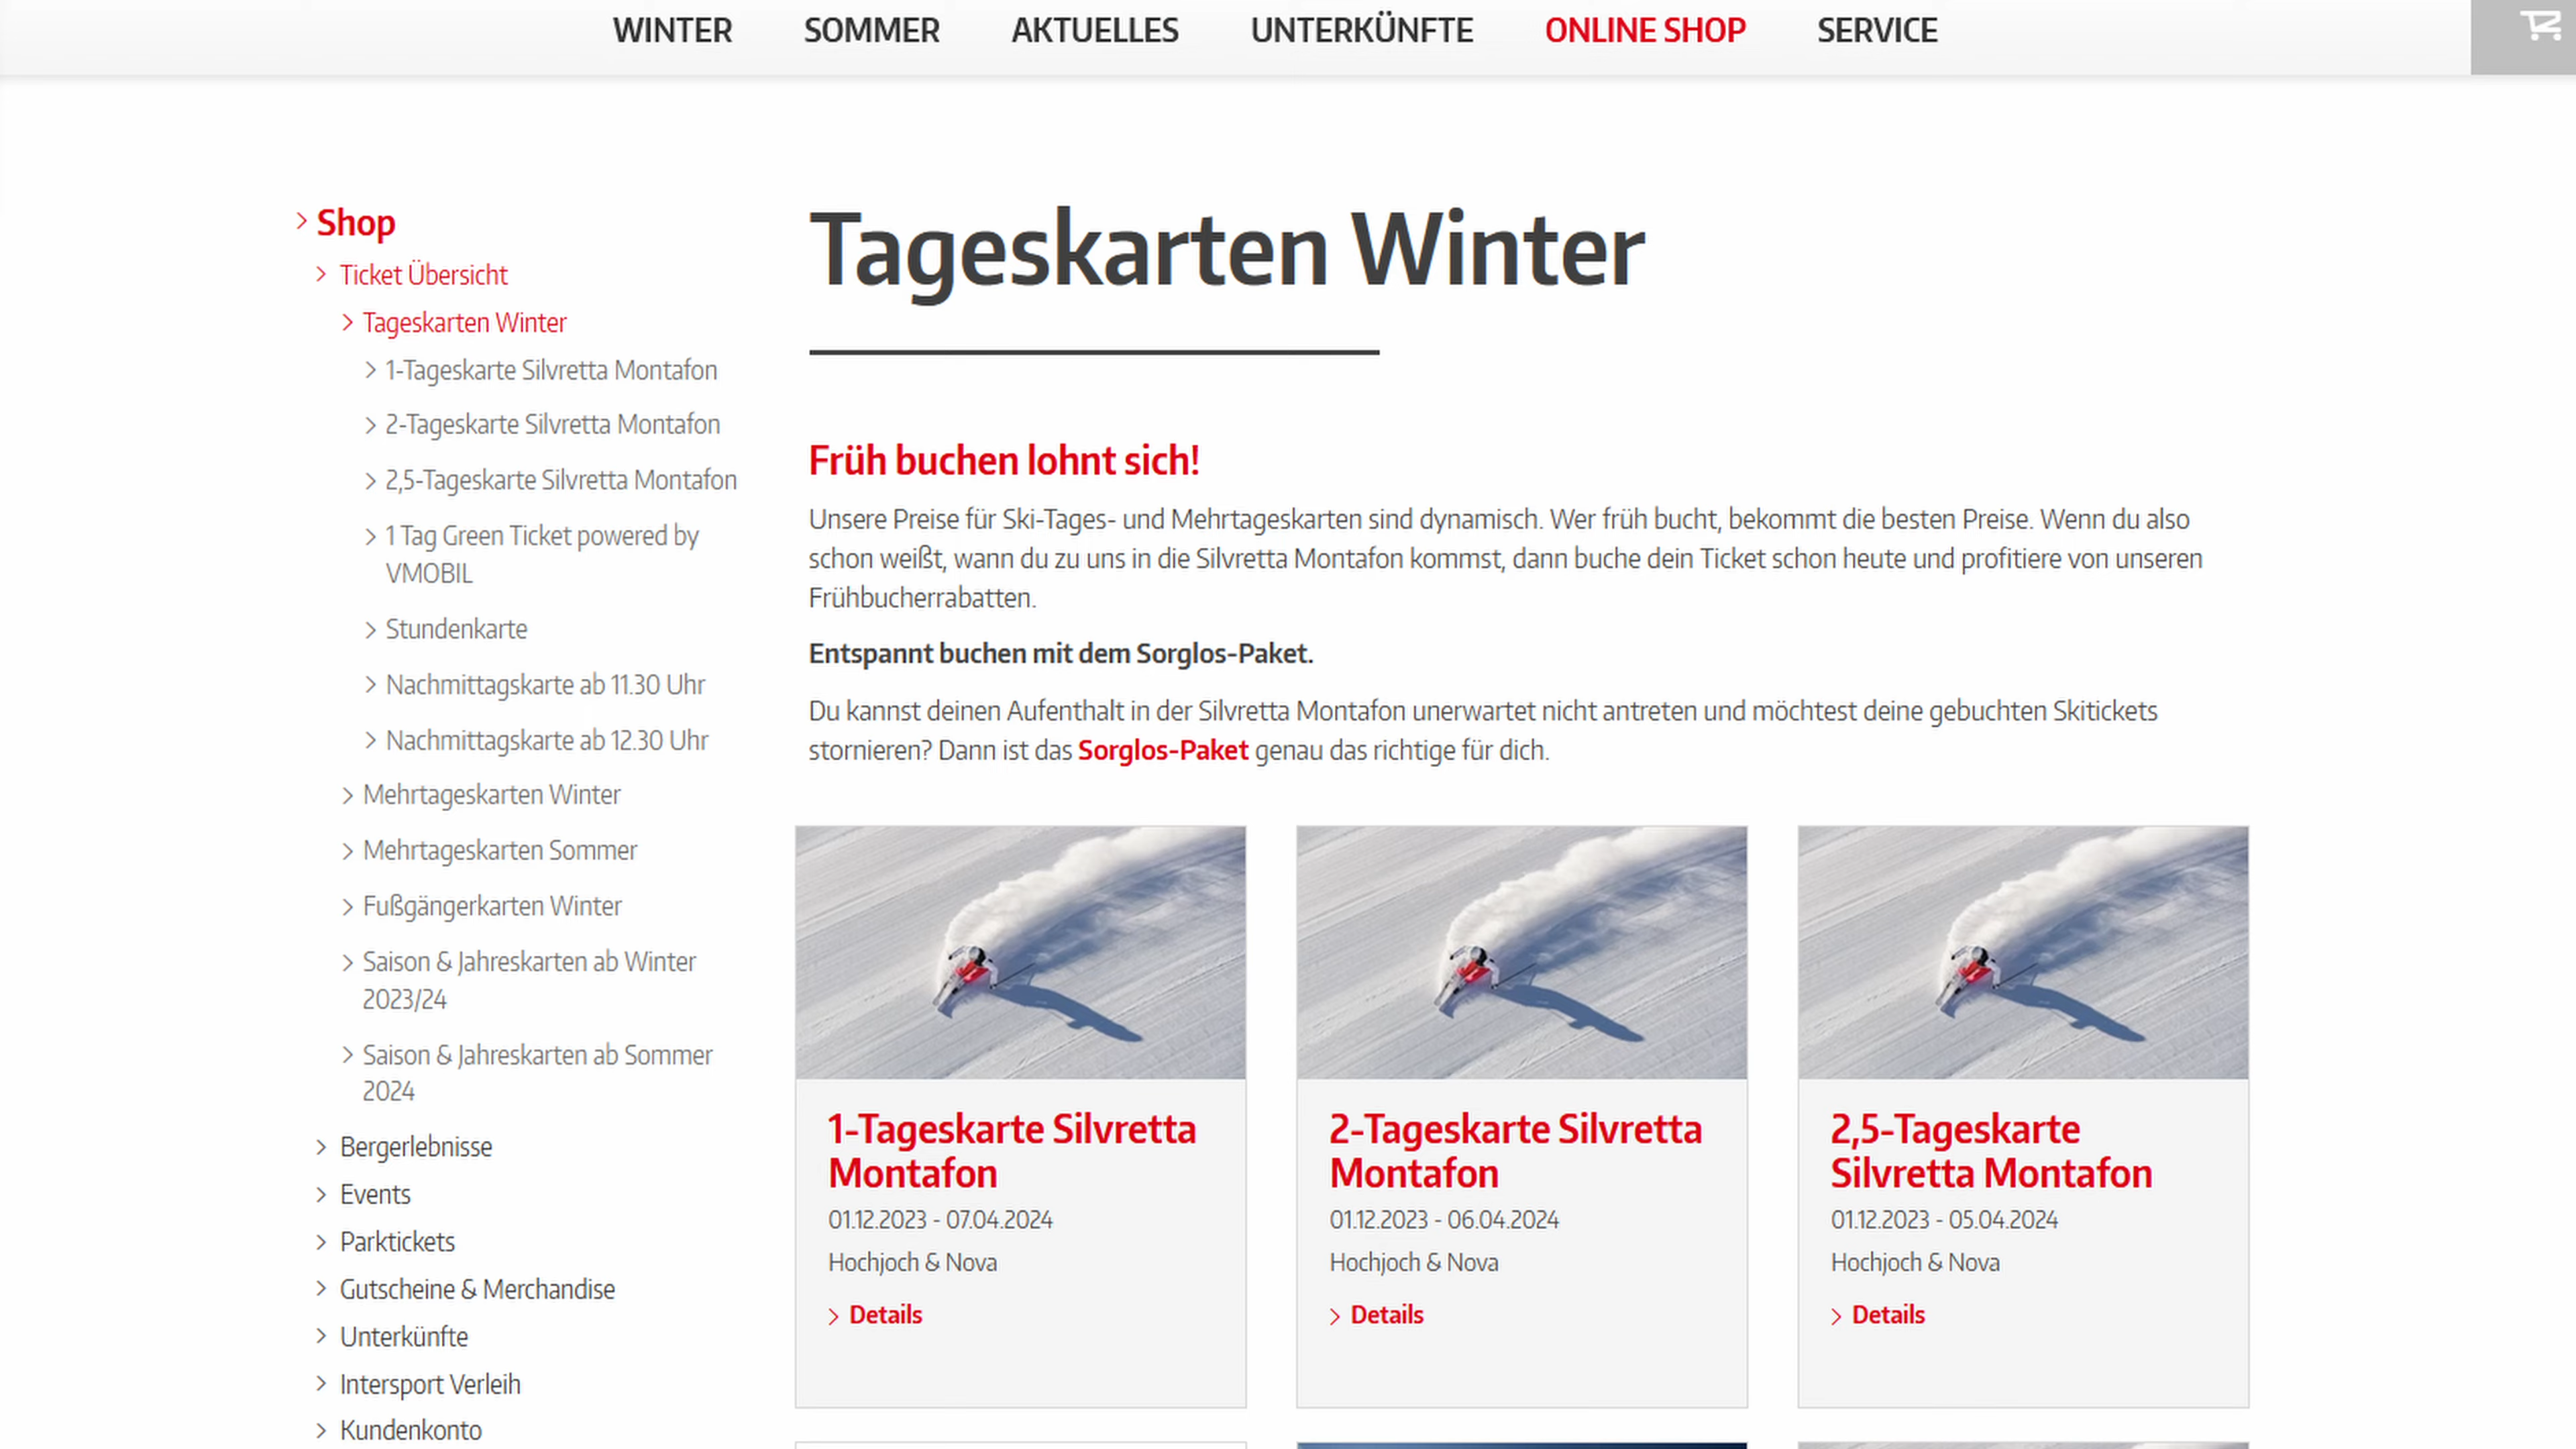 WINTER SOMMER AKTUELLES UNTERKÜNFTE ONLINE SHOP SERVICE
Shop
Ticket Übersicht
Tageskarten Winter
1-Tageskarte Silvretta Montafon
2-Tageskarte Silvretta Montafon
2,5-Tageskarte Silvretta Montafon
1 Tag Green Ticket powered by
VMOBIL
Stundenkarte
Nachmittagskarte ab 11.30 Uhr
Nachmittagskarte ab 12.30 Uhr
Mehrtageskarten Winter
Mehrtageskarten Sommer
Fußgängerkarten Winter
Saison & Jahreskarten ab Winter
2023/24
Saison & Jahreskarten ab Sommer
2024
Bergerlebnisse
Events
Parktickets
Gutscheine & Merchandise
Unterkünfte
Intersport Verleih
Kundenkonto
Tageskarten Winter
Früh buchen lohnt sich!
Unsere Preise für Ski-Tages- und Mehrtageskarten sind dynamisch. Wer früh bucht, bekommt die besten Preise. Wenn du also
schon weißt, wann du zu uns in die Silvretta Montafon kommst, dann buche dein Ticket schon heute und profitiere von unseren
Frühbucherrabatten.
Entspannt buchen mit dem Sorglos-Paket.
Du kannst deinen Aufenthalt in der Silvretta Montafon unerwartet nicht antreten und möchtest deine gebuchten Skitickets
stornieren? Dann ist das Sorglos-Paket genau das richtige für dich.
1-Tageskarte Silvretta
Montafon
01.12.2023 - 07.04.2024
Hochjoch & Nova
Details
2-Tageskarte Silvretta
Montafon
01.12.2023 - 06.04.2024
Hochjoch & Nova
Details
2,5-Tageskarte
Silvretta Montafon
01.12.2023 - 05.04.2024
Hochjoch & Nova
Details